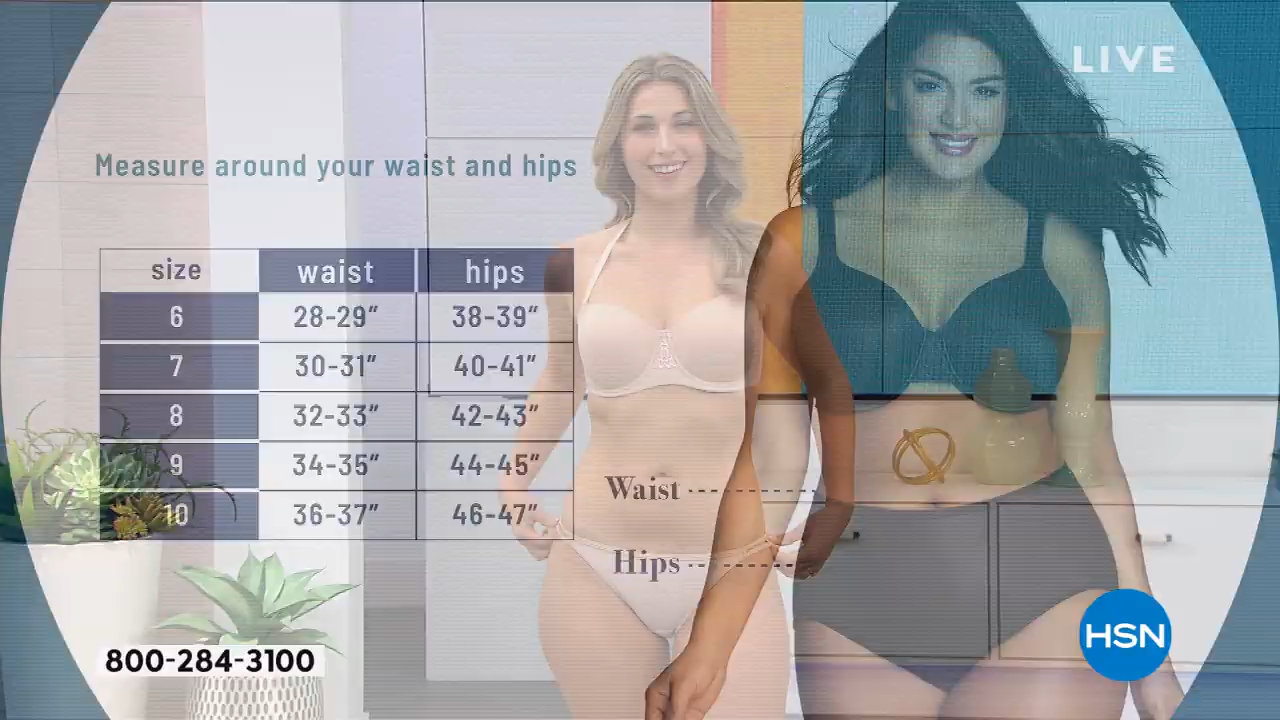 LIVE
Measure around your waist and hips
size waist hips
6 28-29" 38-39"
7 30-31" 40-41"
8 32-33" 42-43"
9 34-35" 44-45"
10 36-37" 46-47"
Waist
Hips
800-284-3100
HSN